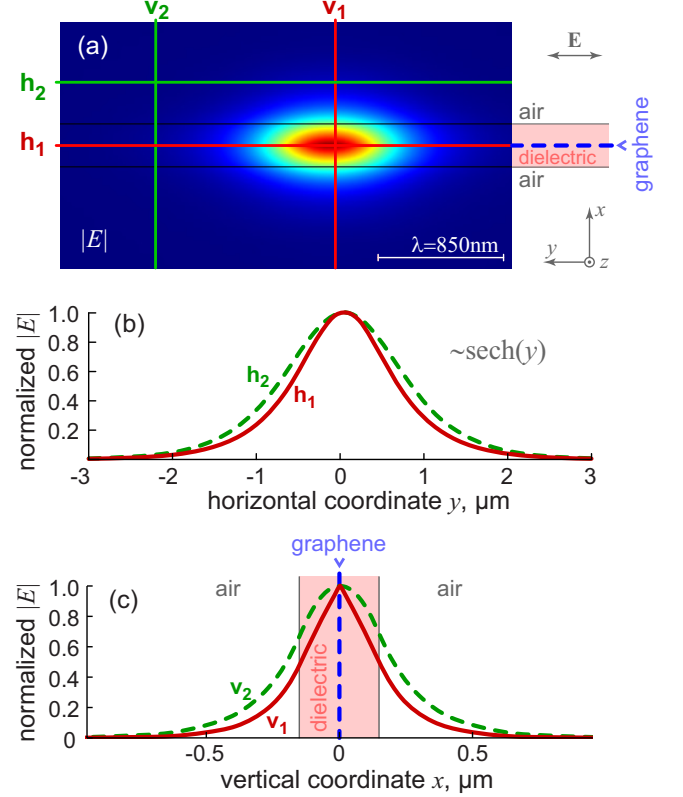 v₂ v₁
(a)
E
h₂
air
h₁
dielectric
graphene
air
|E|
λ=850nm
x
y
z
normalized |E|
1.0
0.8
0.6
0.4
0.2
(b)
~sech(y)
h₂
h₁
-3 -2 -1 0 1 2 3
horizontal coordinate y, μm
graphene
normalized |E|
1.0
0.8
0.6
0.4
0.2
0
(c)
air
air
dielectric
v₂
v₁
-0.5 0 0.5
vertical coordinate x, μm